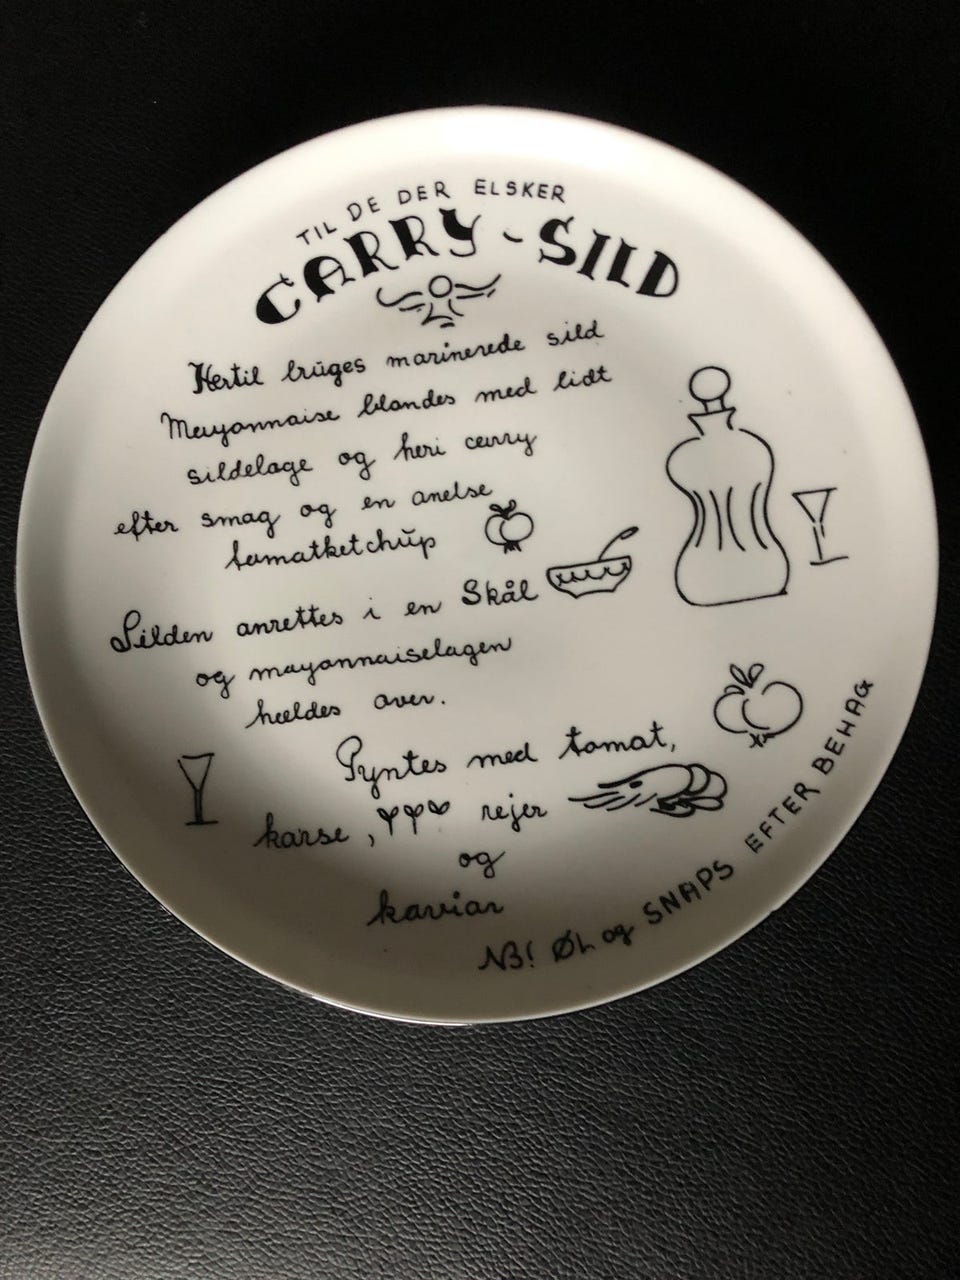 TIL DE DER ELSKER
CARRY-SILD
Hertil brüges marinerede sild
Mayonnaise blandes med lidt
sildelage og heri carry
efter smag og en anelse
tomatketchüp
Silden anrettes i en Skål
og mayonnaiselagen
hældes over.
Pyntes med tomat,
karse, rejer
og
kaviar
NB! ØL og SNAPS EFTER BEHAG